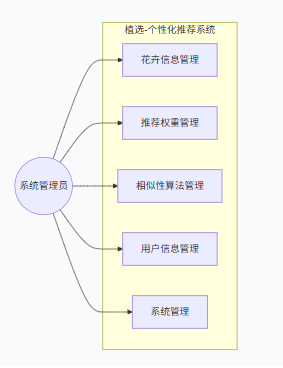 植选-个性化推荐系统
花卉信息管理
推荐权重管理
系统管理员
相似性算法管理
用户信息管理
系统管理